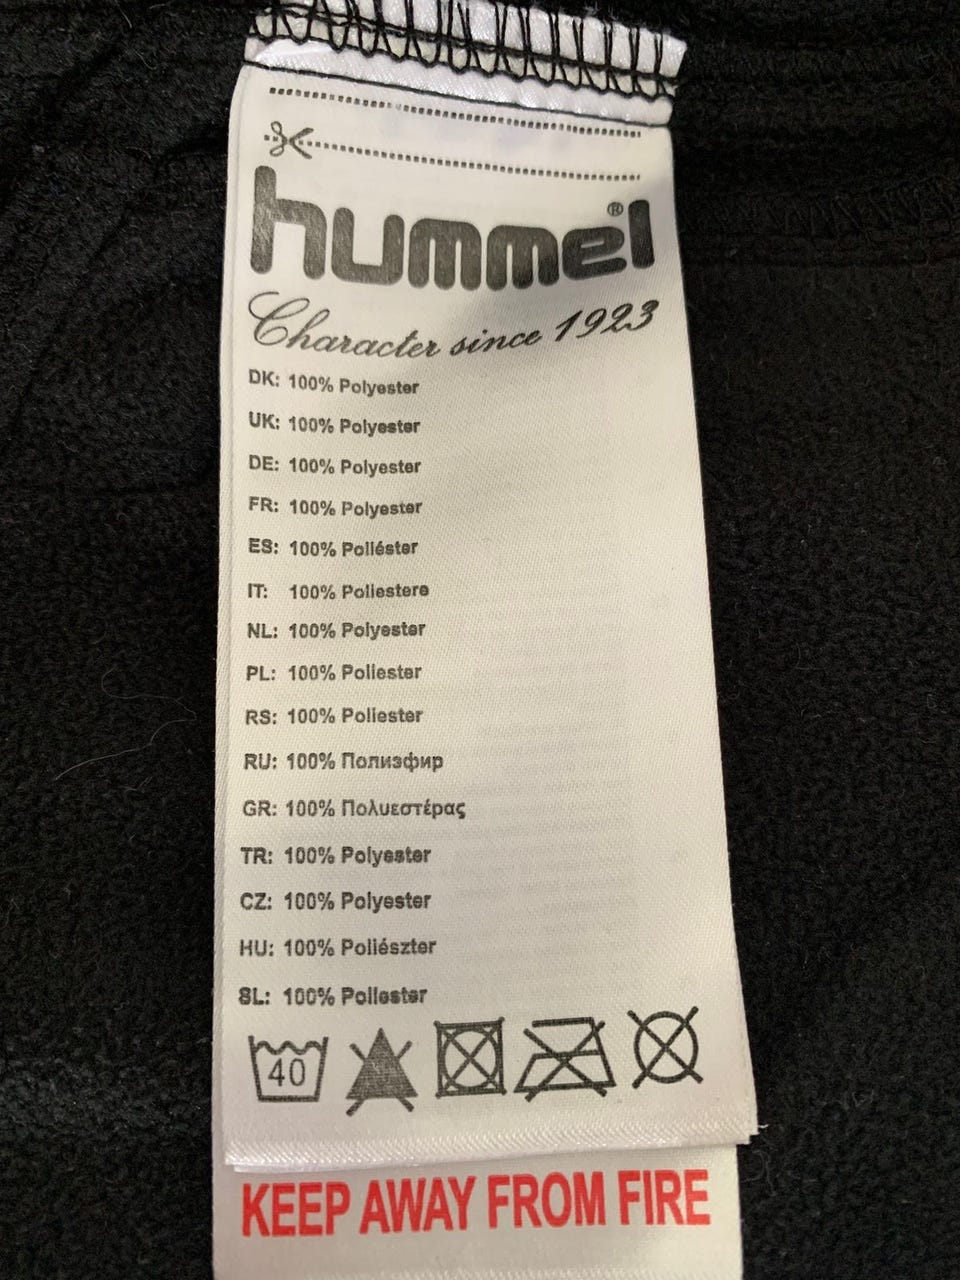 hummel®
Character since 1923
DK: 100% Polyester
UK: 100% Polyester
DE: 100% Polyester
FR: 100% Polyester
ES: 100% Poliéster
IT: 100% Poliestere
NL: 100% Polyester
PL: 100% Poliester
RS: 100% Poliester
RU: 100% Полиэфир
GR: 100% Πολυεστέρας
TR: 100% Polyester
CZ: 100% Polyester
HU: 100% Poliészter
SL: 100% Poliester
40
KEEP AWAY FROM FIRE